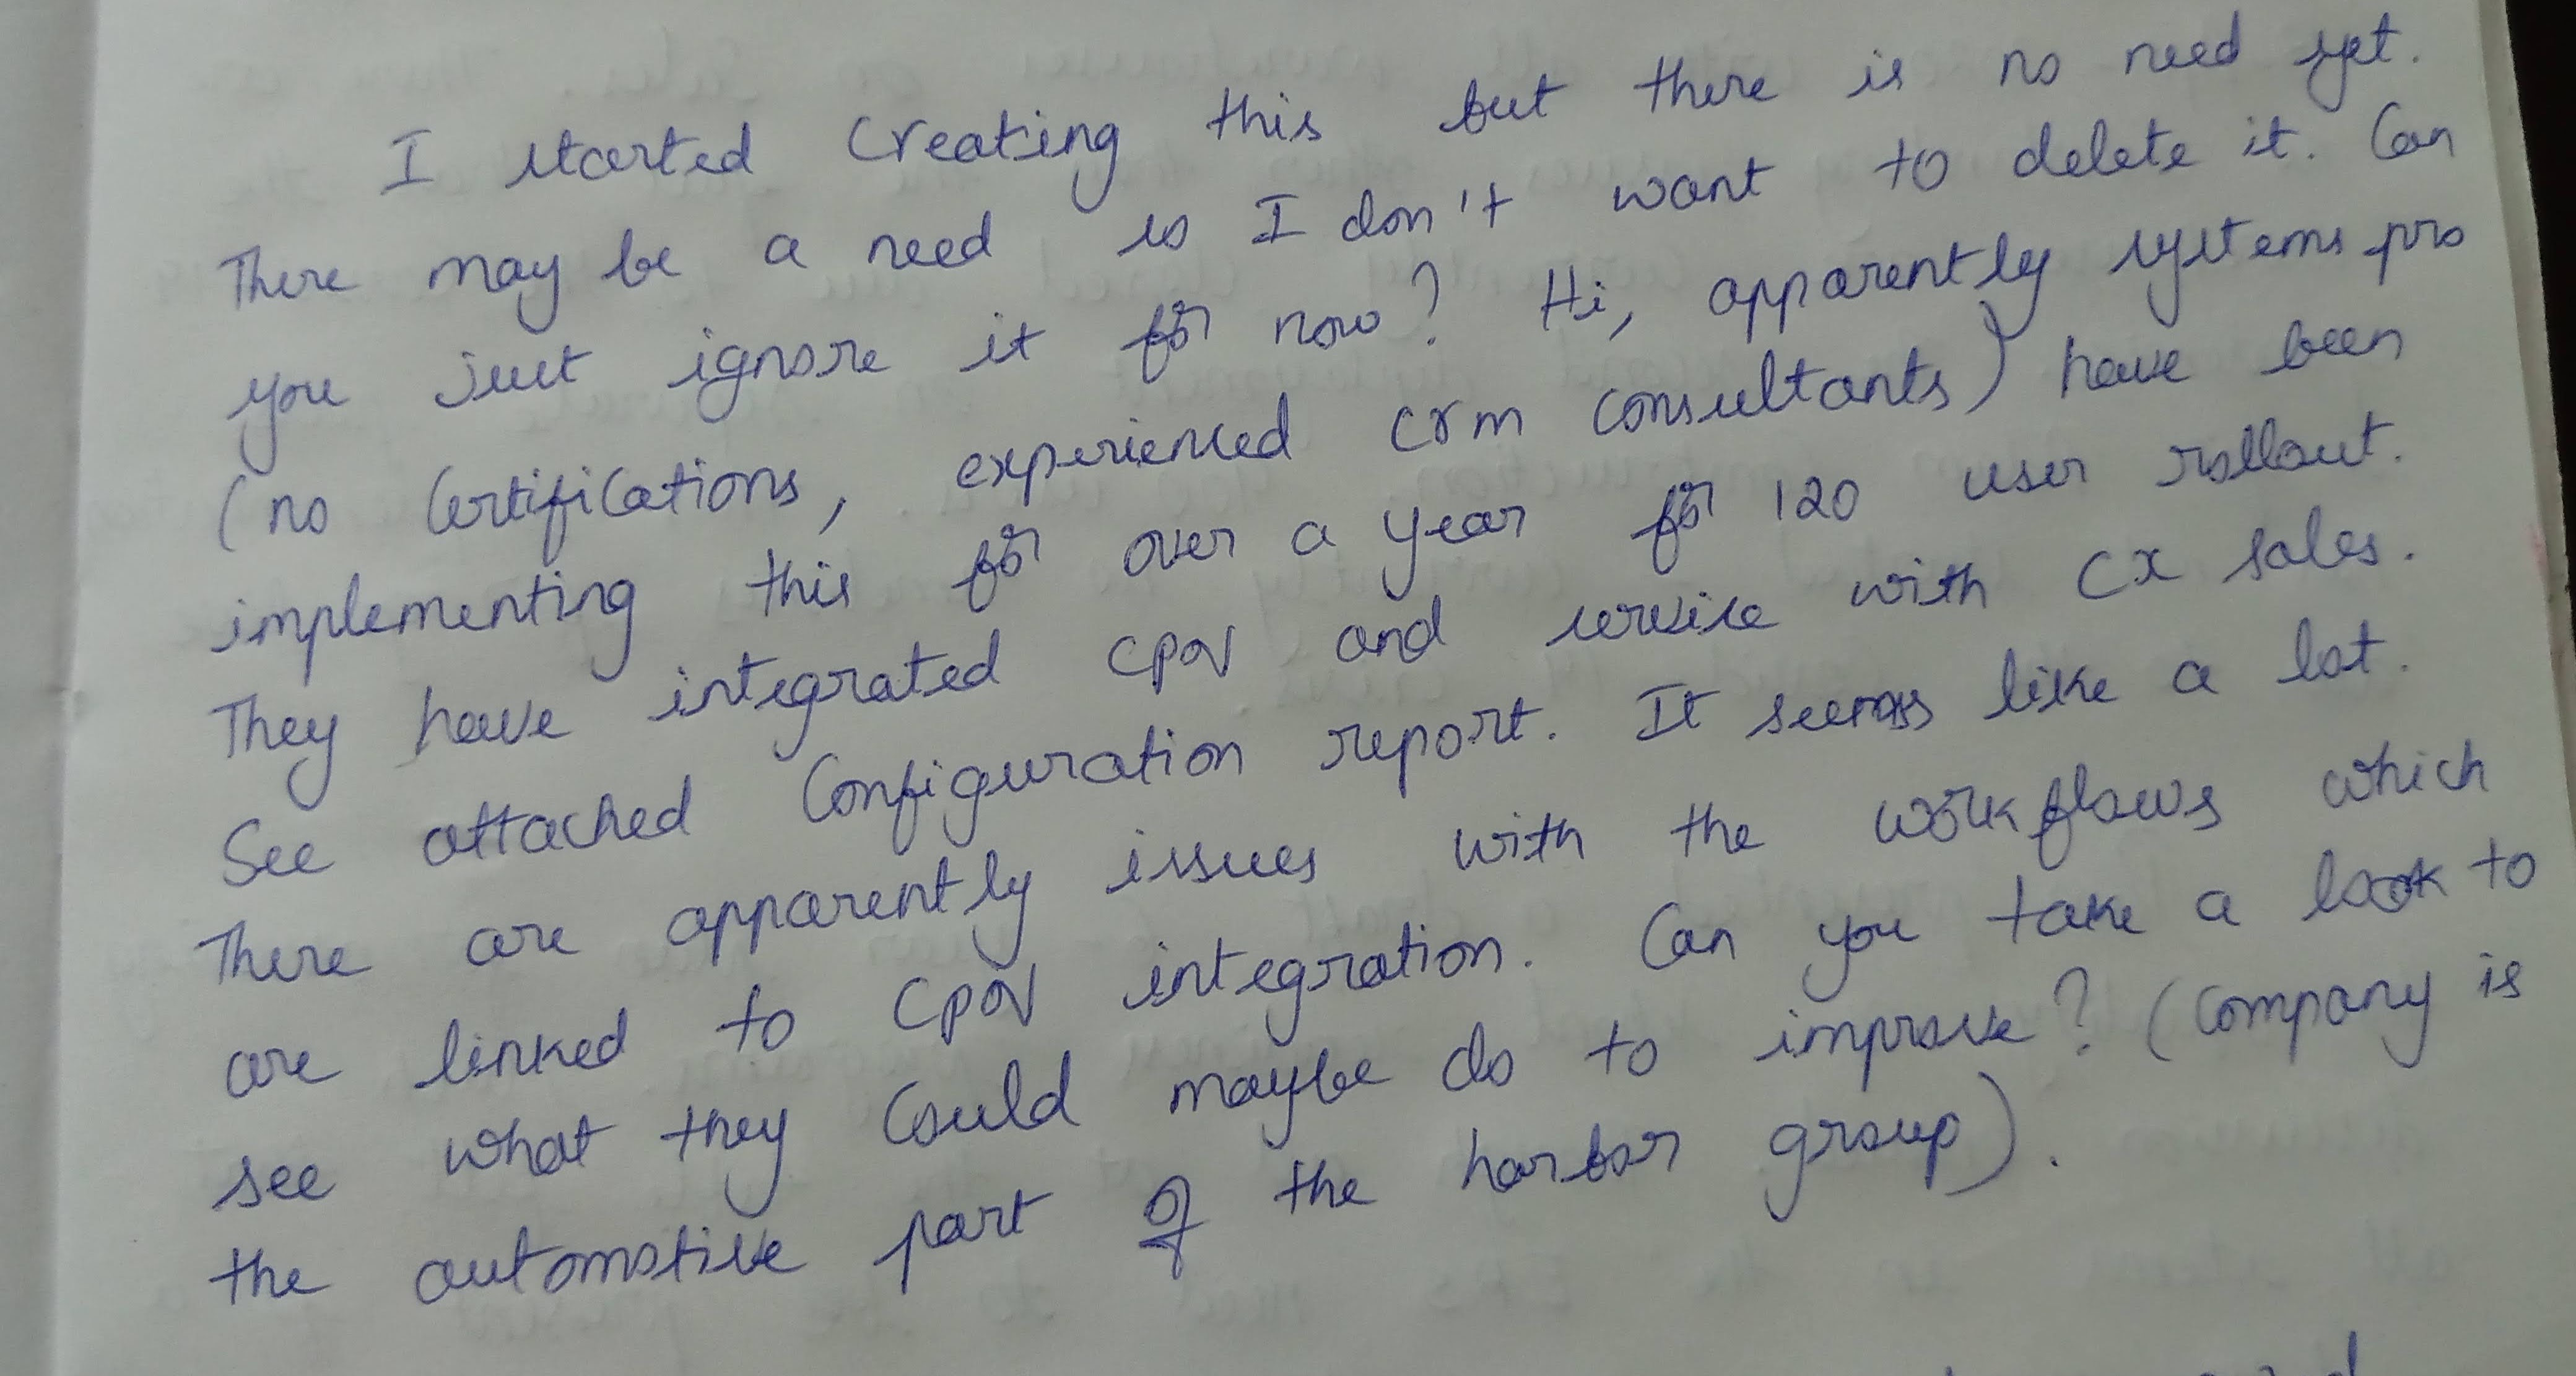 I started creating this but there is no need yet.
There may be a need so I don't want to delete it. Can
you just ignore it for now? Hi, apparently systems pro
(no certifications, experienced crm consultants) have been
implementing this for over a year for 120 user rollout.
They have integrated CPQ and service with Cx sales.
See attached Configuration report. It seems like a lot.
There are apparently issues with the workflows which
are linked to CPQ integration. Can you take a look to
see what they could maybe do to improve? (Company is
the automotive part of the harbor group).